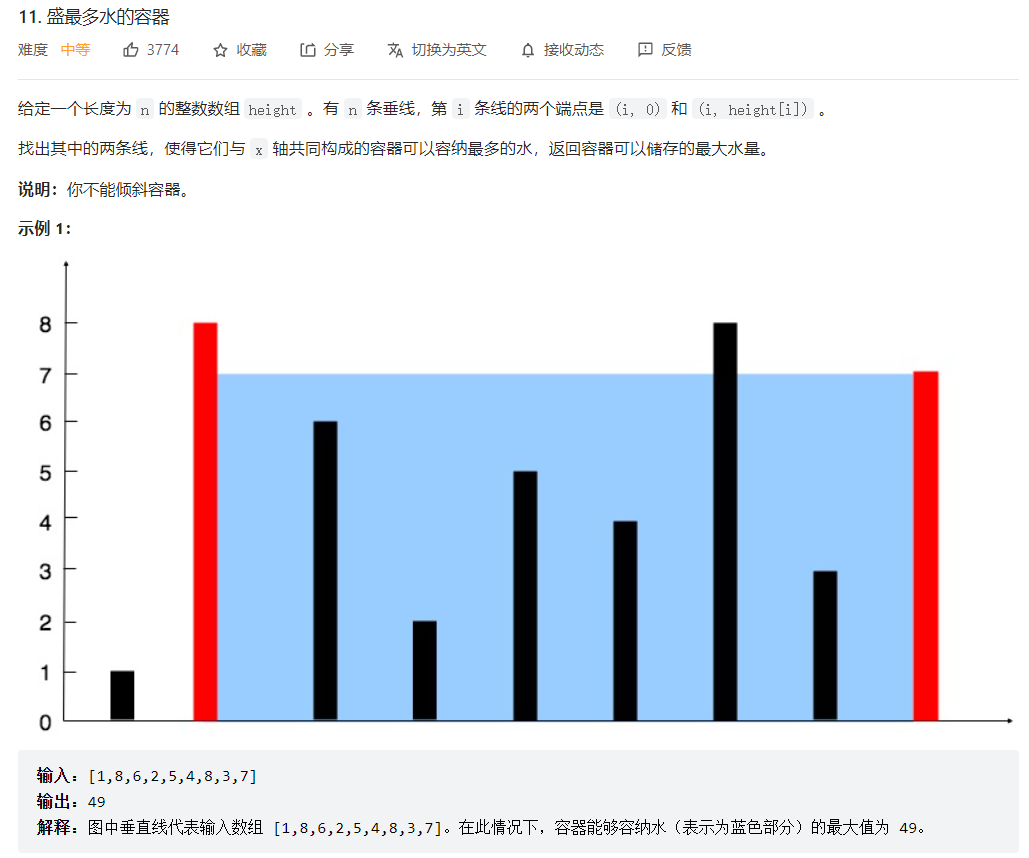 11. 盛最多水的容器
难度 中等 3774 收藏 分享 切换为英文 接收动态 反馈
给定一个长度为 n 的整数数组 height 。有 n 条垂线，第 i 条线的两个端点是 (i, 0) 和 (i, height[i]) 。
找出其中的两条线，使得它们与 x 轴共同构成的容器可以容纳最多的水，返回容器可以储存的最大水量。
说明：你不能倾斜容器。
示例 1：
8
7
6
5
4
3
2
1
0
输入：[1,8,6,2,5,4,8,3,7]
输出：49
解释：图中垂直线代表输入数组 [1,8,6,2,5,4,8,3,7]。在此情况下，容器能够容纳水（表示为蓝色部分）的最大值为 49。